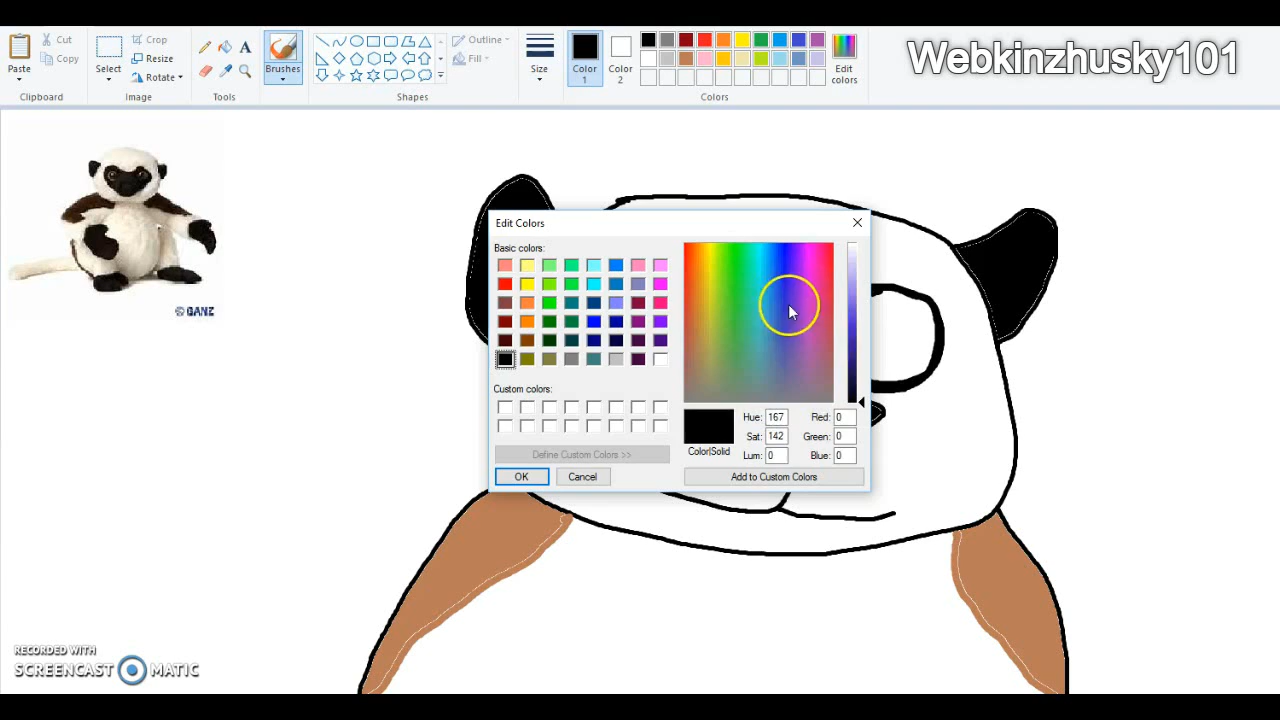 Paste
Cut
Copy
Clipboard
Select
Crop
Resize
Rotate
Image
Tools
Brushes
Outline
Fill
Shapes
Size
Color
1
Color
2
Edit
colors
Colors
Webkinzhusky101
GANZ
Edit Colors
Basic colors:
Custom colors:
Define Custom Colors >>
OK
Cancel
Color|Solid
Hue: 167
Sat: 142
Lum: 0
Red: 0
Green: 0
Blue: 0
Add to Custom Colors
RECORDED WITH
SCREENCAST MATIC